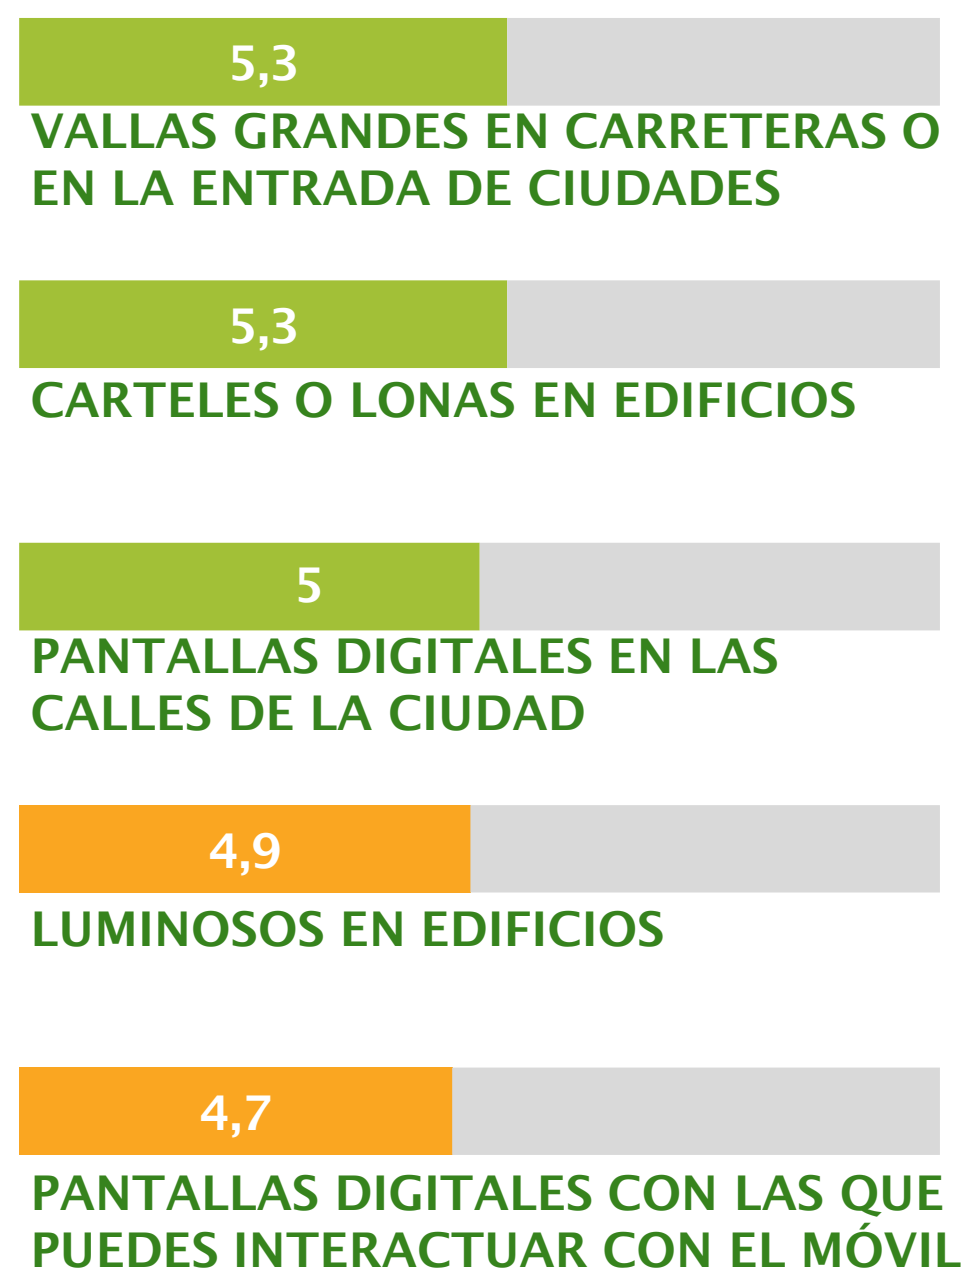 5,3
VALLAS GRANDES EN CARRETERAS O
EN LA ENTRADA DE CIUDADES
5,3
CARTELES O LONAS EN EDIFICIOS
5
PANTALLAS DIGITALES EN LAS
CALLES DE LA CIUDAD
4,9
LUMINOSOS EN EDIFICIOS
4,7
PANTALLAS DIGITALES CON LAS QUE
PUEDES INTERACTUAR CON EL MÓVIL